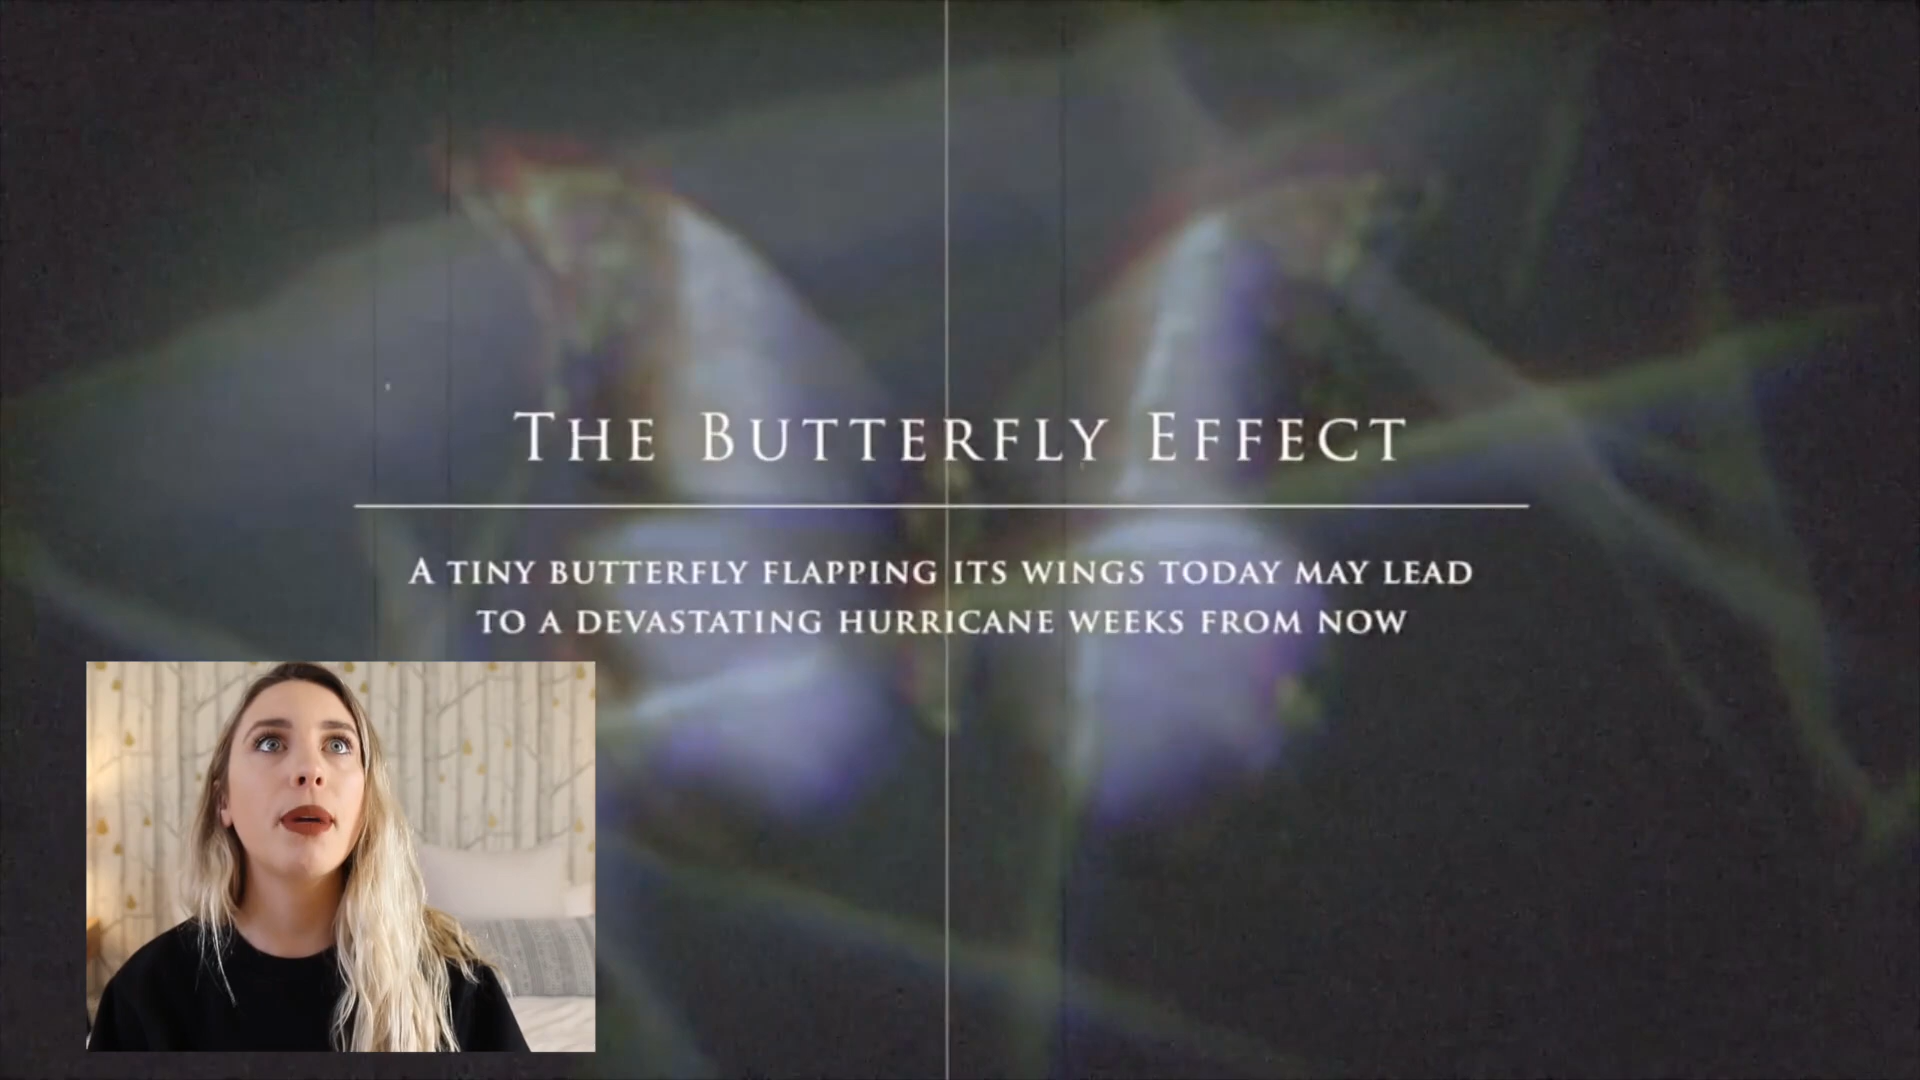 The Butterfly Effect
A tiny butterfly flapping its wings today may lead
to a devastating hurricane weeks from now